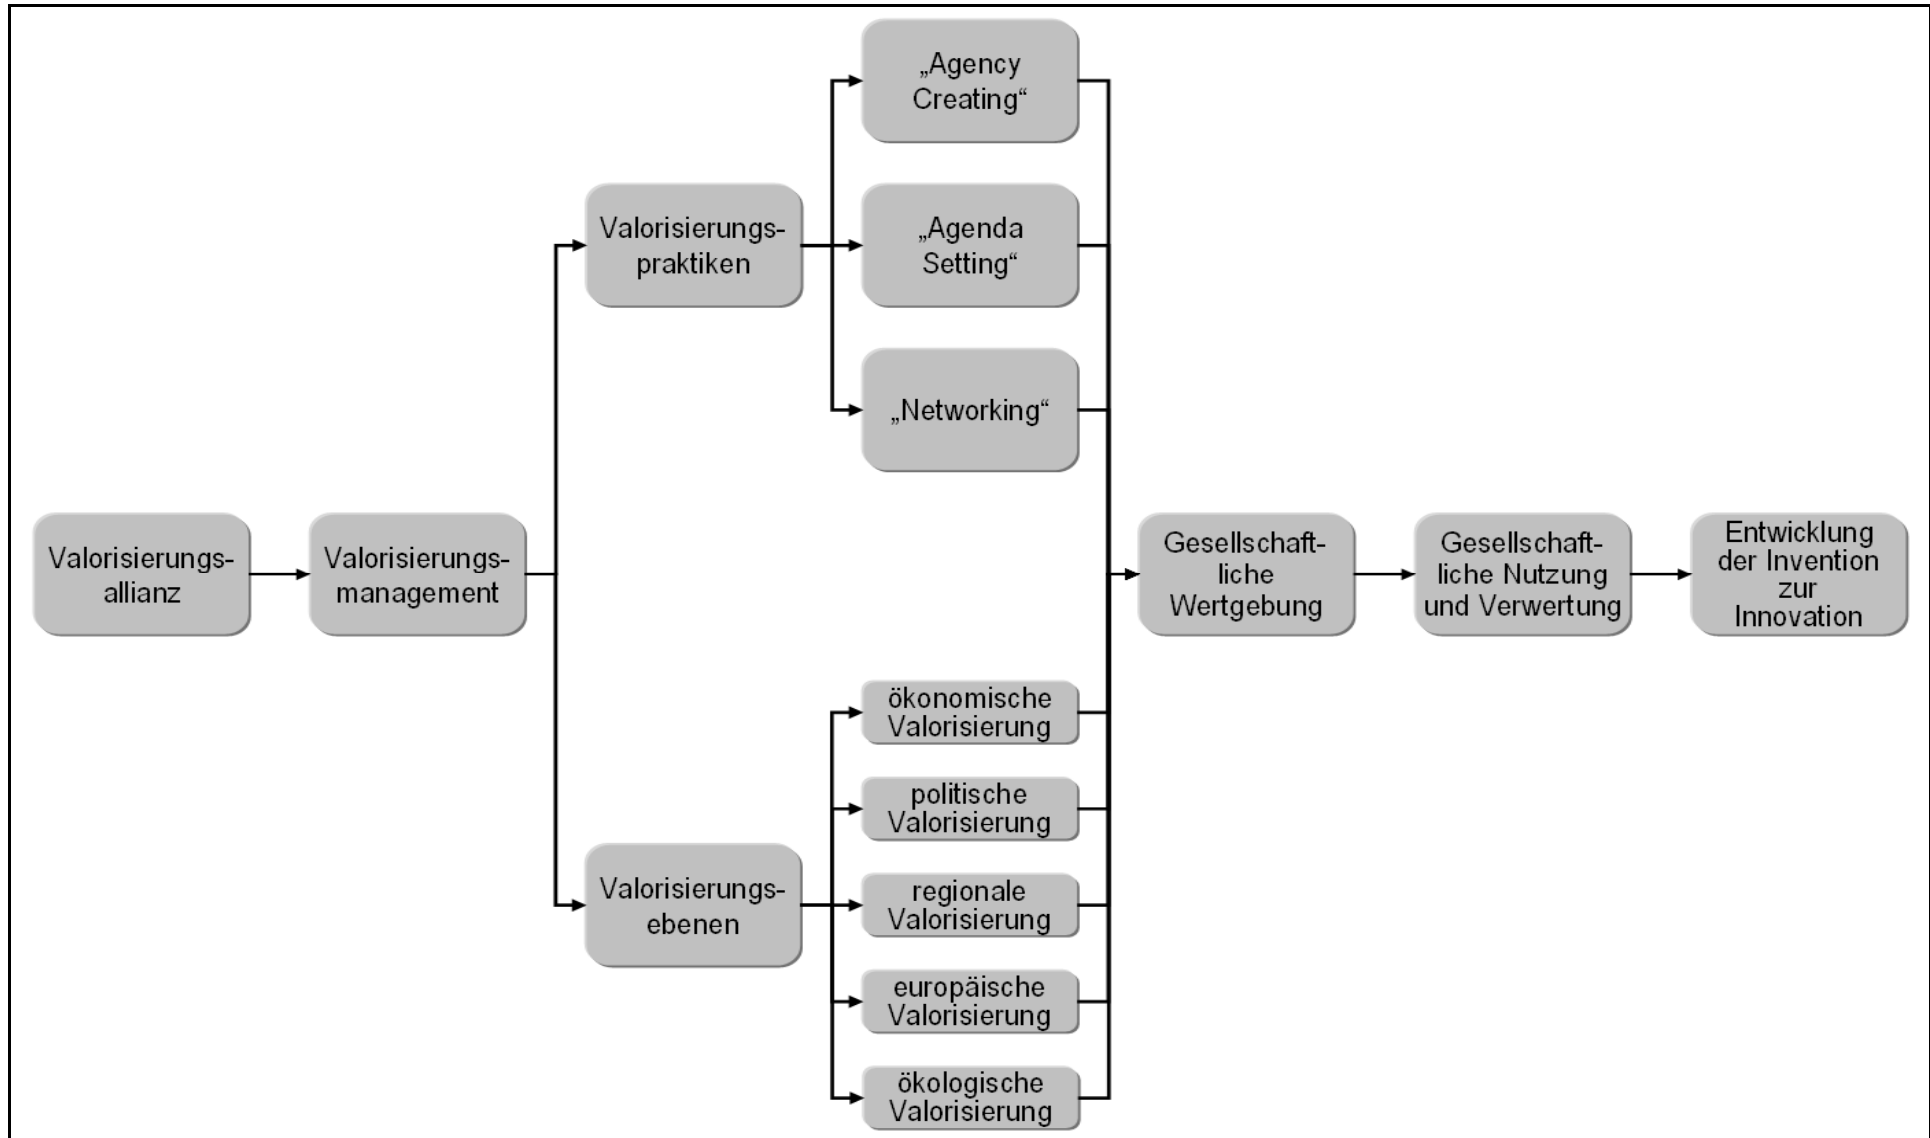 „Agency
Creating“
Valorisierungs-
praktiken
„Agenda
Setting“
„Networking“
Valorisierungs-
allianz
Valorisierungs-
management
Gesellschaft-
liche
Wertgebung
Gesellschaft-
liche Nutzung
und Verwertung
Entwicklung
der Invention
zur
Innovation
Valorisierungs-
ebenen
ökonomische
Valorisierung
politische
Valorisierung
regionale
Valorisierung
europäische
Valorisierung
ökologische
Valorisierung